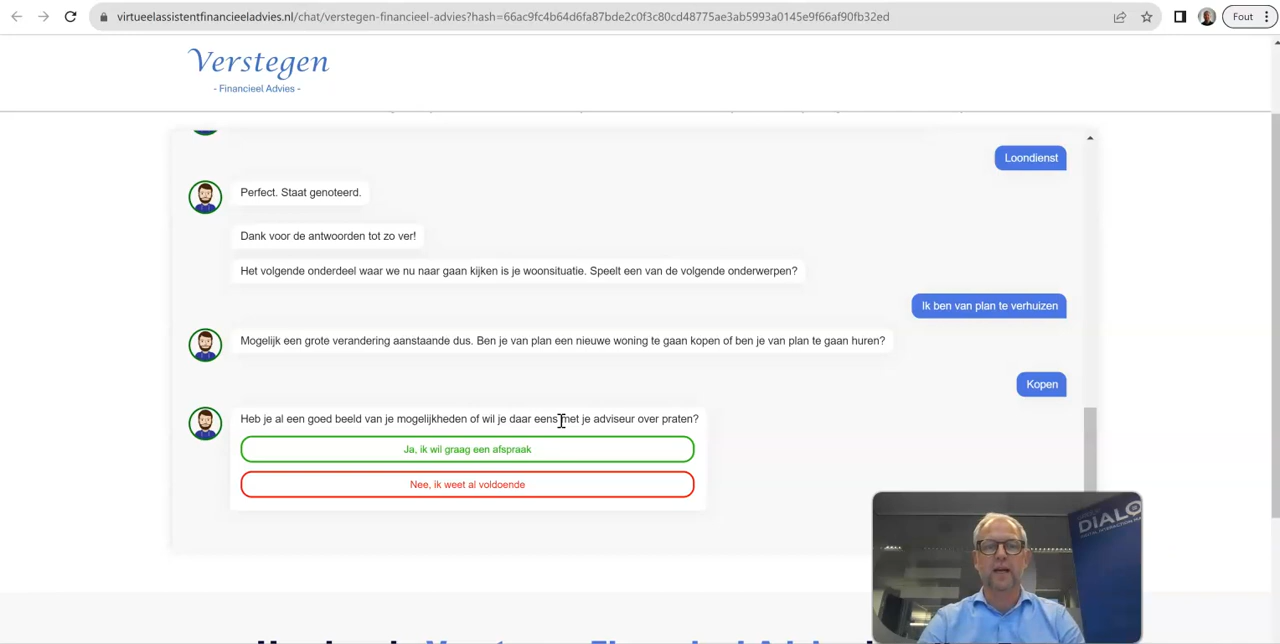 virtueelassistentfinancieeladvies.nl/chat/verstegen-financieel-advies?hash=66ac9fc4b64d6fa87bde2c0f3c80cd48775ae3ab5993a0145e9f66af90fb32ed
Fout
Verstegen
- Financieel Advies -
Loondienst
Perfect. Staat genoteerd.
Dank voor de antwoorden tot zo ver!
Het volgende onderdeel waar we nu naar gaan kijken is je woonsituatie. Speelt een van de volgende onderwerpen?
Ik ben van plan te verhuizen
Mogelijk een grote verandering aanstaande dus. Ben je van plan een nieuwe woning te gaan kopen of ben je van plan te gaan huren?
Kopen
Heb je al een goed beeld van je mogelijkheden of wil je daar eens met je adviseur over praten?
Ja, ik wil graag een afspraak
Nee, ik weet al voldoende
DIALO
Verstegen Financieel Advies